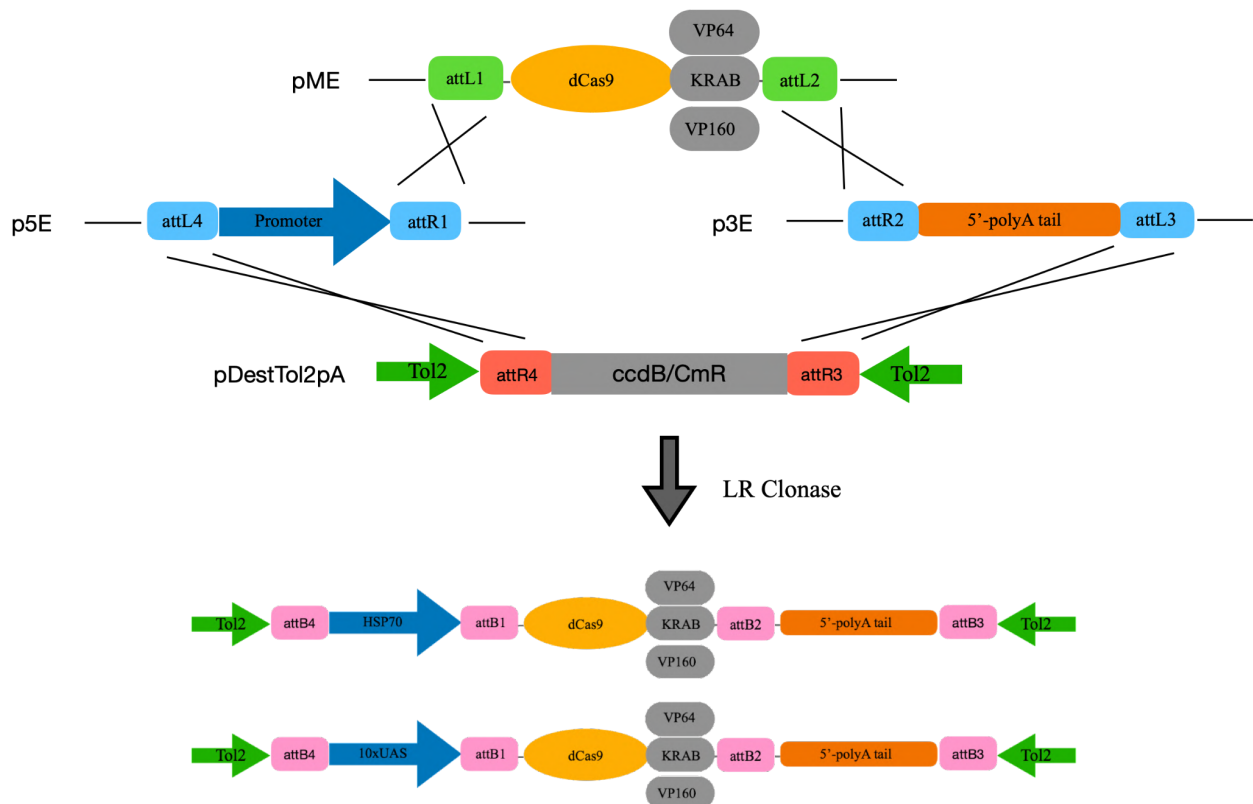 VP64
pME
attL1
dCas9
KRAB
attL2
VP160
p5E
attL4
Promoter
attR1
p3E
attR2
5’-polyA tail
attL3
pDestTol2pA
Tol2
attR4
ccdB/CmR
attR3
Tol2
LR Clonase
VP64
Tol2
attB4
HSP70
attB1
dCas9
KRAB
attB2
5’-polyA tail
attB3
Tol2
VP160
VP64
Tol2
attB4
10xUAS
attB1
dCas9
KRAB
attB2
5’-polyA tail
attB3
Tol2
VP160